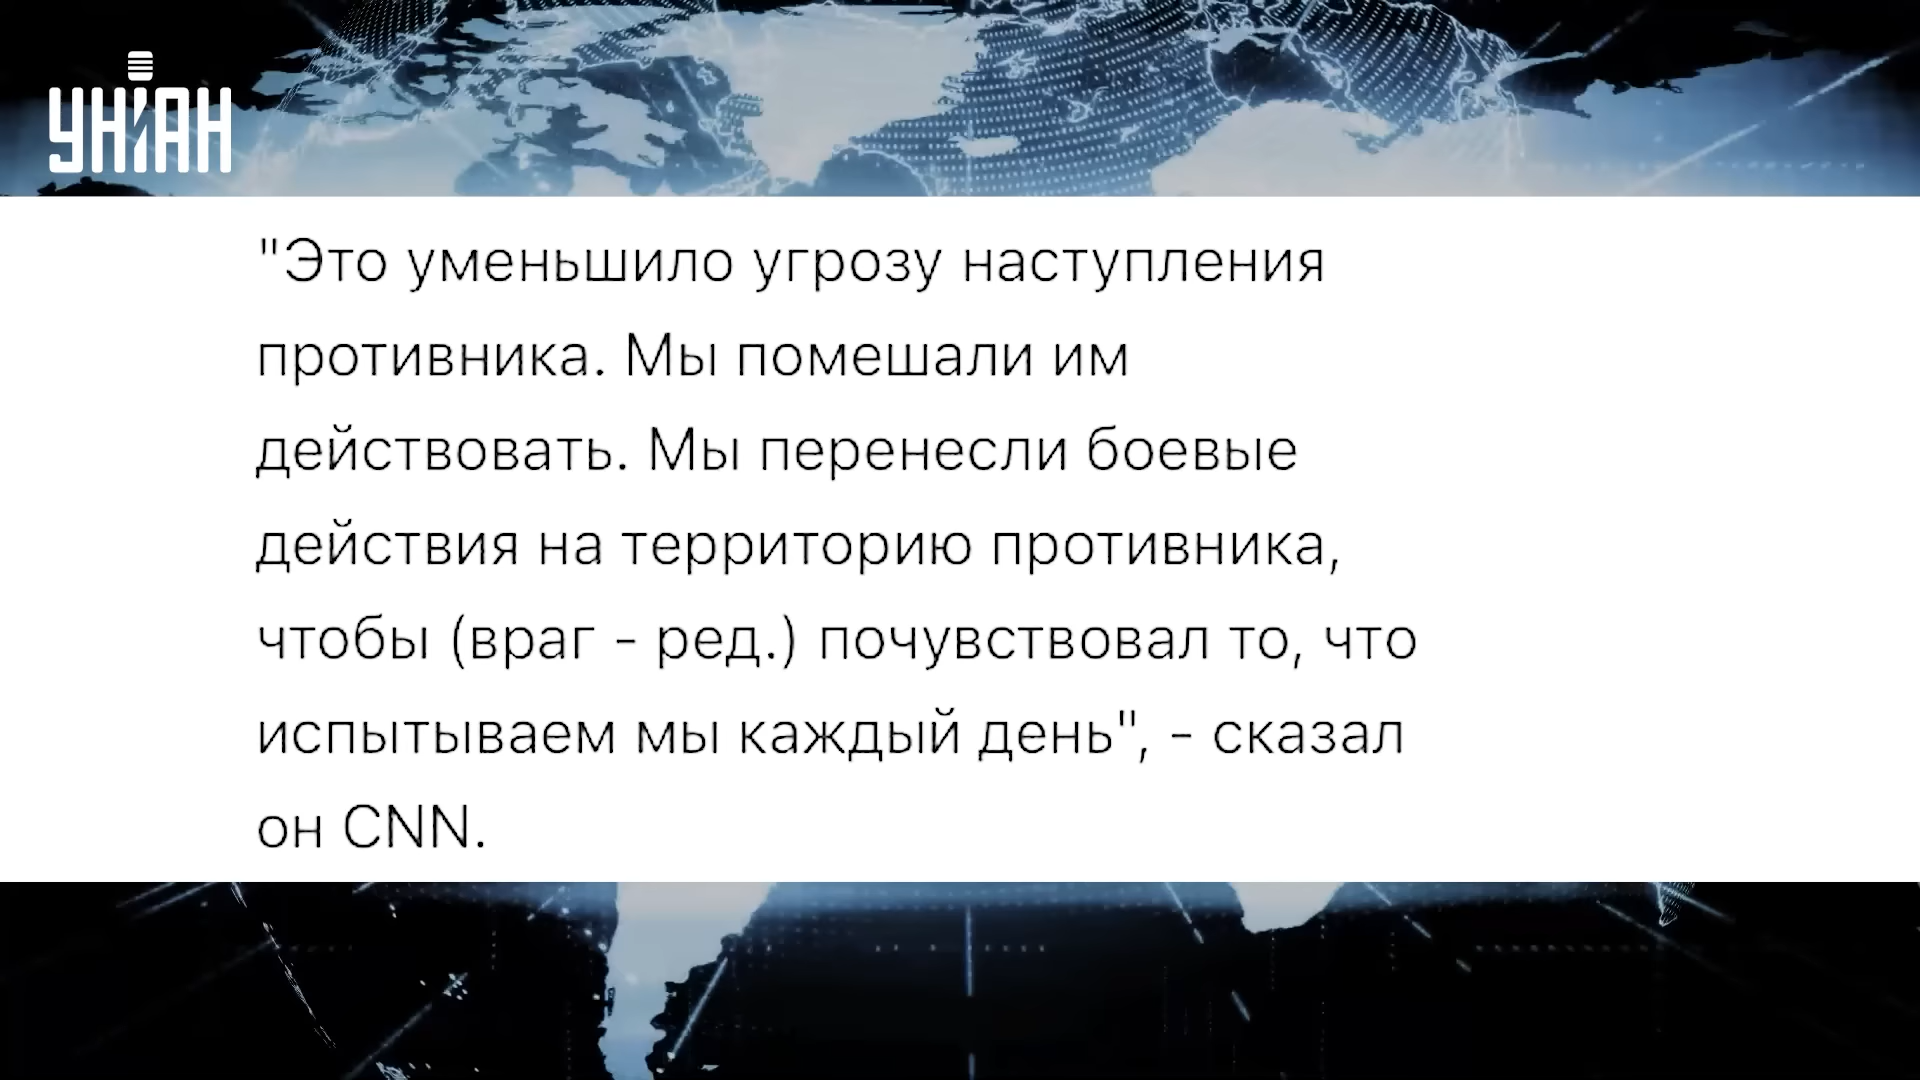 УНІАН
"Это уменьшило угрозу наступления
противника. Мы помешали им
действовать. Мы перенесли боевые
действия на территорию противника,
чтобы (враг - ред.) почувствовал то, что
испытываем мы каждый день", - сказал
он CNN.